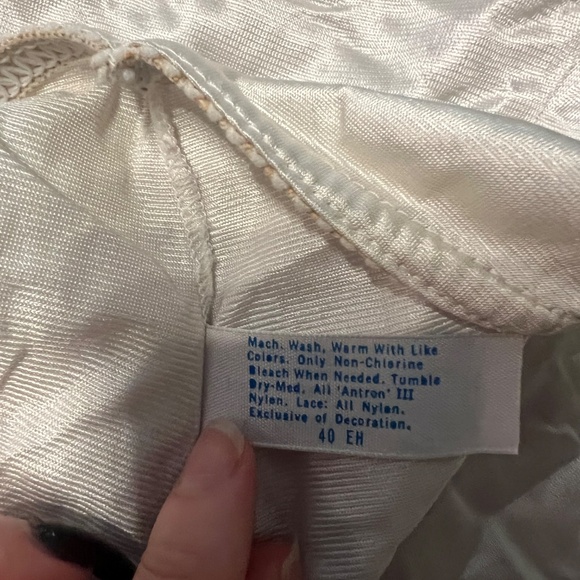 Mach. Wash, Warm With Like
Colors. Only Non-Chlorine
Bleach When Needed. Tumble
Dry-Med. All 'Antron' III
Nylon. Lace: All Nylon.
Exclusive of Decoration.
40 EH